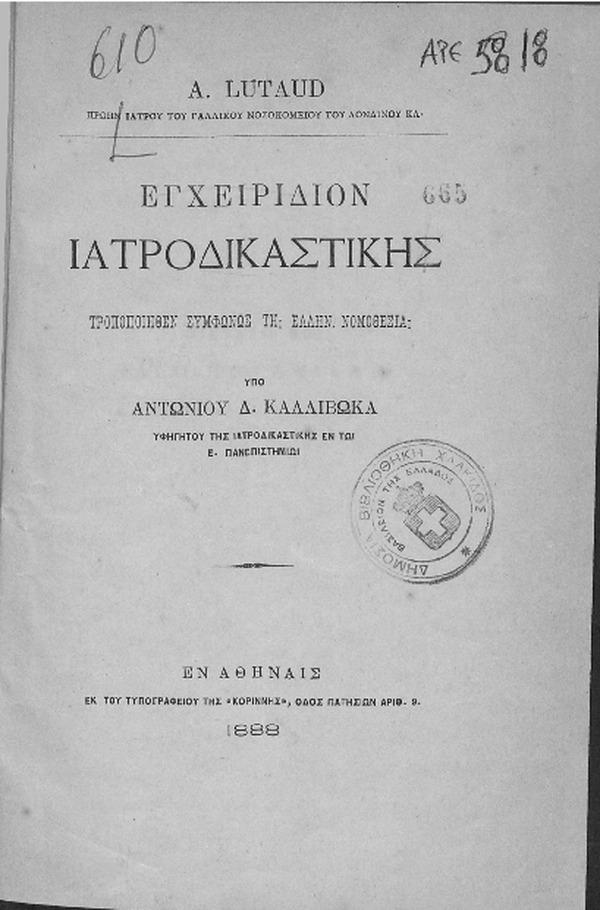 610
ΑΡΕ 5818
A. LUTAUD
ΠΡΩΗΝ ΙΑΤΡΟΥ ΤΟΥ ΓΑΛΛΙΚΟΥ ΝΟΣΟΚΟΜΕΙΟΥ ΤΟΥ ΛΟΝΔΙΝΟΥ ΚΛ·
ΕΓΧΕΙΡΙΔΙΟΝ
665
ΙΑΤΡΟΔΙΚΑΣΤΙΚΗΣ
ΤΡΟΠΟΠΟΙΗΘΕΝ ΣΥΜΦΩΝΩΣ ΤΗ; ΕΛΛΗΝ. ΝΟΜΟΘΕΣΙΑ;
ΥΠΟ
ΑΝΤΩΝΙΟΥ Δ. ΚΑΛΛΙΒΩΚΑ
ΥΦΗΓΗΤΟΥ ΤΗΣ ΙΑΤΡΟΔΙΚΑΣΤΙΚΗΣ ΕΝ ΤΩΙ
Ε. ΠΑΝΕΠΙΣΤΗΜΙΩΙ
ΔΗΜΟΣΙΑ ΒΙΒΛΙΟΘΗΚΗ ΧΑΛΚΙΔΟΣ
ΒΑΣΙΛΕΙΟΝ ΤΗΣ ΕΛΛΑΔΟΣ
ΕΝ ΑΘΗΝΑΙΣ
ΕΚ ΤΟΥ ΤΥΠΟΓΡΑΦΕΙΟΥ ΤΗΣ «ΚΟΡΙΝΝΗΣ», ΟΔΟΣ ΠΑΤΗΣΙΩΝ ΑΡΙΘ. 9.
1888